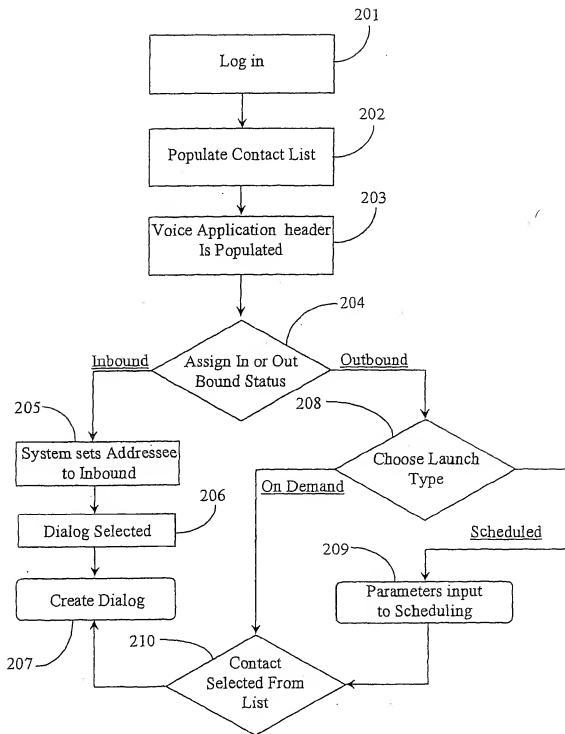 201
Log in
202
Populate Contact List
203
Voice Application header
Is Populated
204
Inbound
Assign In or Out
Bound Status
Outbound
205
208
System sets Addressee
to Inbound
Choose Launch
Type
On Demand
206
Dialog Selected
Scheduled
209
Create Dialog
Parameters input
to Scheduling
207
210
Contact
Selected From
List